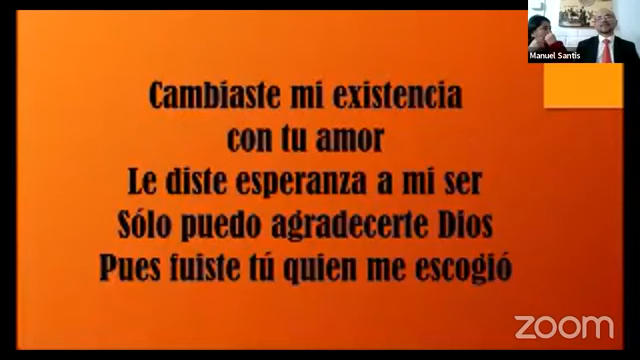 Manuel Santis
Cambiaste mi existencia
con tu amor
Le diste esperanza a mi ser
Sólo puedo agradecerte Dios
Pues fuiste tú quien me escogió
zoom